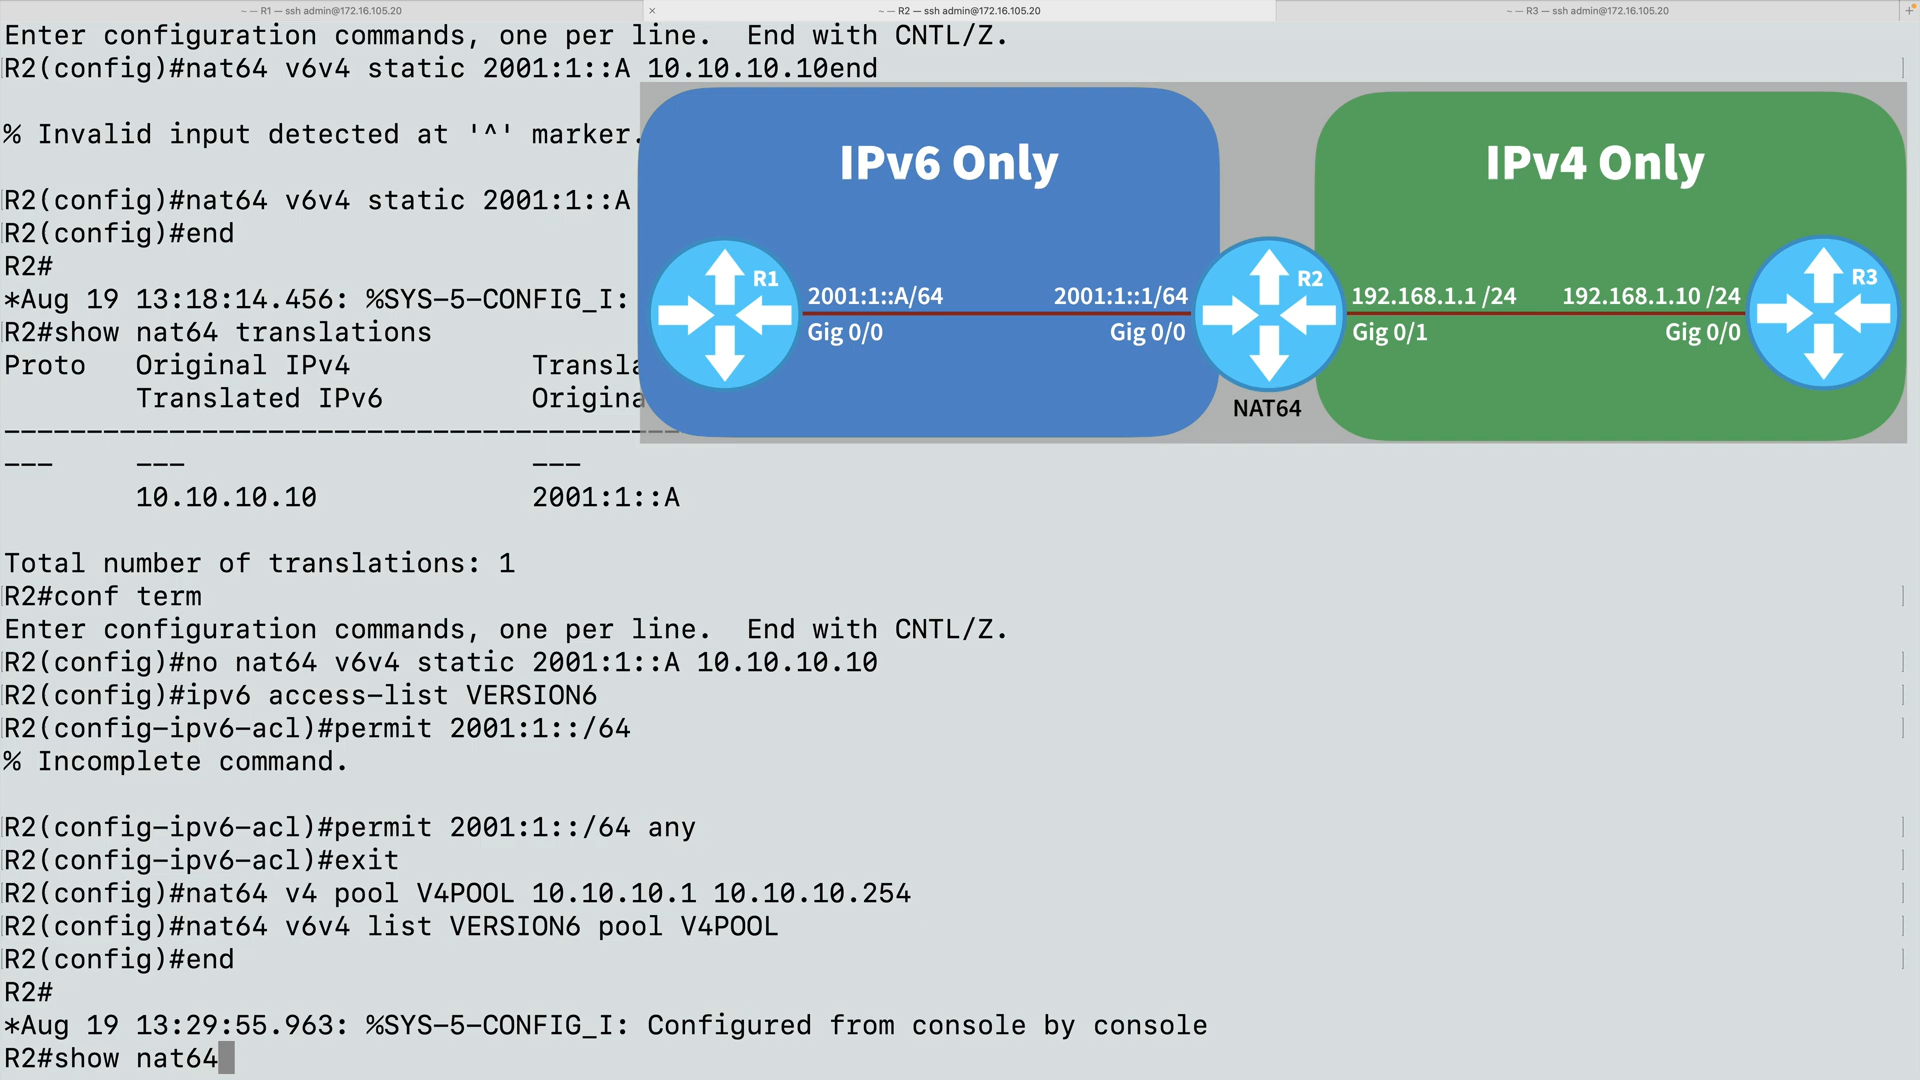 ~ — R1 — ssh admin@172.16.105.20
× ~ — R2 — ssh admin@172.16.105.20
~ — R3 — ssh admin@172.16.105.20 +
Enter configuration commands, one per line.  End with CNTL/Z.
R2(config)#nat64 v6v4 static 2001:1::A 10.10.10.10end
% Invalid input detected at '^' marker.
R2(config)#nat64 v6v4 static 2001:1::A
R2(config)#end
R2#
*Aug 19 13:18:14.456: %SYS-5-CONFIG_I:
R2#show nat64 translations
Proto   Original IPv4            Transla
Translated IPv6          Origina
----------------------------------------
---     ---                      ---
10.10.10.10              2001:1::A
Total number of translations: 1
R2#conf term
Enter configuration commands, one per line.  End with CNTL/Z.
R2(config)#no nat64 v6v4 static 2001:1::A 10.10.10.10
R2(config)#ipv6 access-list VERSION6
R2(config-ipv6-acl)#permit 2001:1::/64
% Incomplete command.
R2(config-ipv6-acl)#permit 2001:1::/64 any
R2(config-ipv6-acl)#exit
R2(config)#nat64 v4 pool V4POOL 10.10.10.1 10.10.10.254
R2(config)#nat64 v6v4 list VERSION6 pool V4POOL
R2(config)#end
R2#
*Aug 19 13:29:55.963: %SYS-5-CONFIG_I: Configured from console by console
R2#show nat64
IPv6 Only
IPv4 Only
R1
2001:1::A/64
Gig 0/0
2001:1::1/64
Gig 0/0
R2
NAT64
192.168.1.1 /24
Gig 0/1
192.168.1.10 /24
Gig 0/0
R3